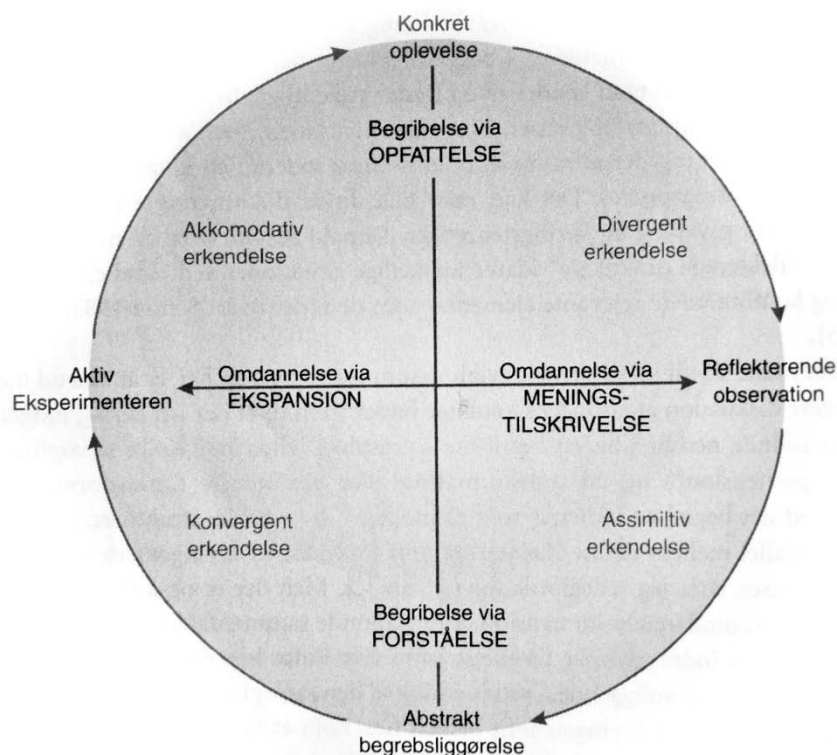 Konkret
oplevelse
Begribelse via
OPFATTELSE
Akkomodativ
erkendelse
Divergent
erkendelse
Aktiv
Eksperimenteren
Omdannelse via
EKSPANSION
Omdannelse via
MENINGS-
TILSKRIVELSE
Reflekterende
observation
Konvergent
erkendelse
Assimiltiv
erkendelse
Begribelse via
FORSTÅELSE
Abstrakt
begrebsliggørelse